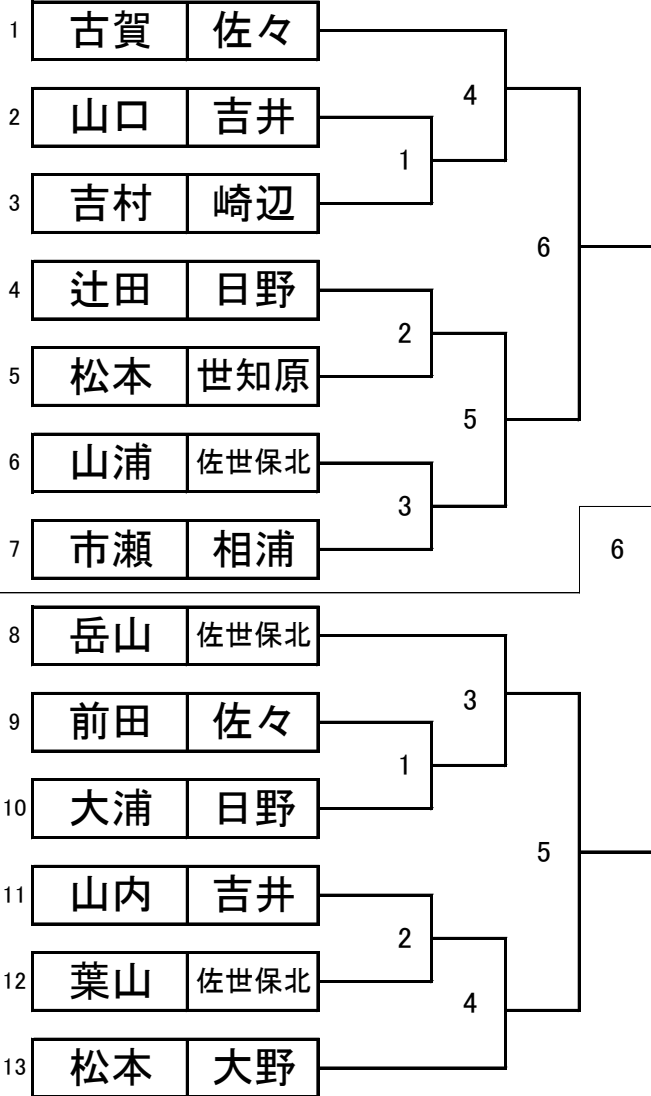 1 古賀 佐々
4
2 山口 吉井
1
3 吉村 崎辺
6
4 辻田 日野
2
5 松本 世知原
5
6 山浦 佐世保北
3
7 市瀬 相浦
6
8 岳山 佐世保北
3
9 前田 佐々
1
10 大浦 日野
5
11 山内 吉井
2
12 葉山 佐世保北
4
13 松本 大野